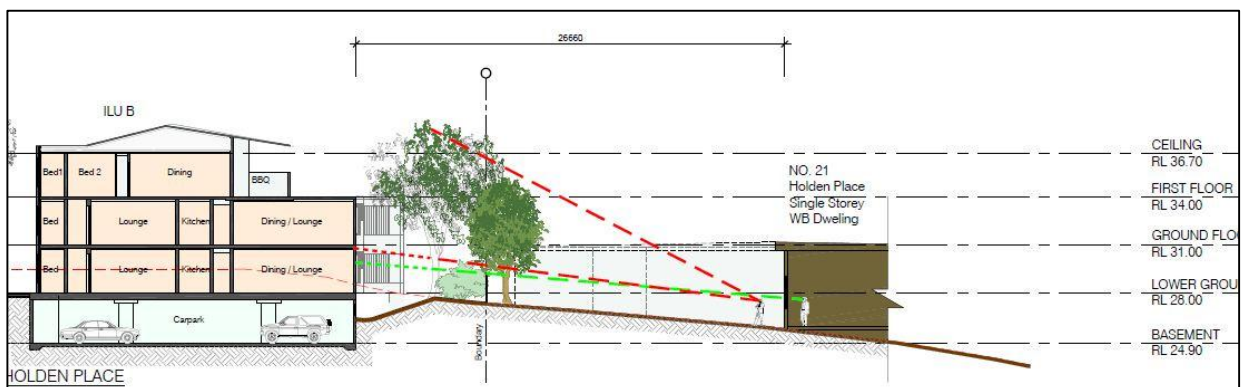 26660
ILU B
CEILING
RL 36.70
Bed1
Bed 2
Dining
BBQ
NO. 21
Holden Place
Single Storey
WB Dweling
FIRST FLOOR
RL 34.00
Bed
Lounge
Kitchen
Dining / Lounge
GROUND FLO
RL 31.00
Bed
Lounge
Kitchen
Dining / Lounge
LOWER GROU
RL 28.00
Carpark
Boundary
BASEMENT
RL 24.90
HOLDEN PLACE